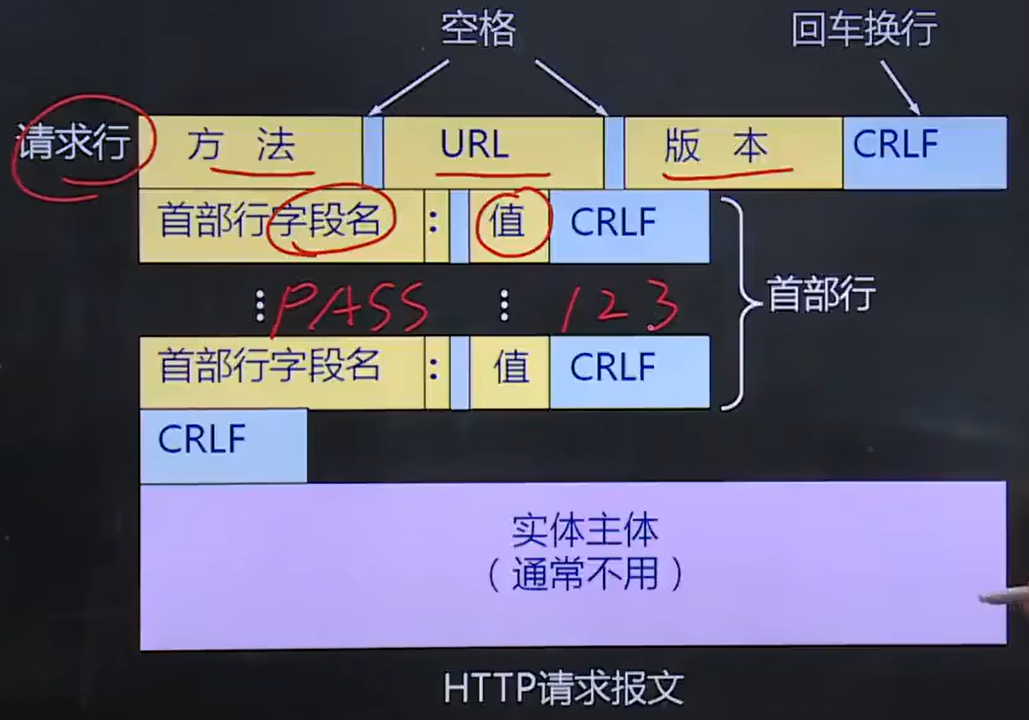 空格 回车换行
请求行 方 法 URL 版 本 CRLF
首部行字段名 : 值 CRLF
⋮ PASS ⋮ 123
首部行
首部行字段名 : 值 CRLF
CRLF
实体主体
（通常不用）
HTTP请求报文